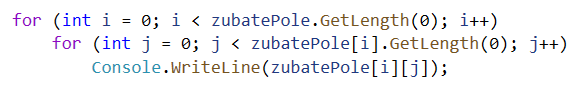 for (int i = 0; i < zubatePole.GetLength(0); i++)
    for (int j = 0; j < zubatePole[i].GetLength(0); j++)
        Console.WriteLine(zubatePole[i][j]);